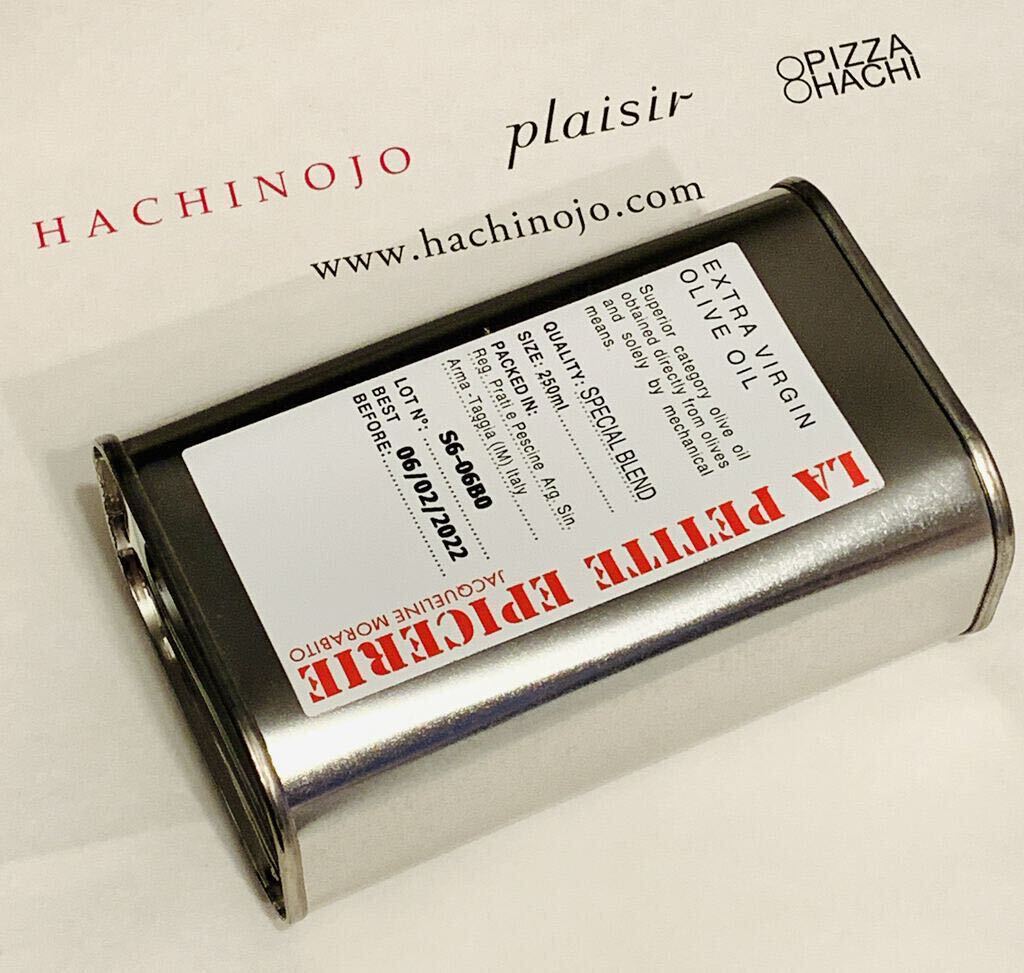 HACHINOJO
plaisir
PIZZA
HACHI
www.hachinojo.com
LA PETITE EPICERIE
JACQUELINE MORABITO
EXTRA VIRGIN
OLIVE OIL
Superior category olive oil
obtained directly from olives
and solely by mechanical
means.
QUALITY: SPECIAL BLEND
SIZE: 250ml
PACKED IN:
Reg. Prati e Pescine, Arg. Sin.
Arma -Taggia (IM) Italy
LOT N°: S6-06B0
BEST
BEFORE: 06/02/2022